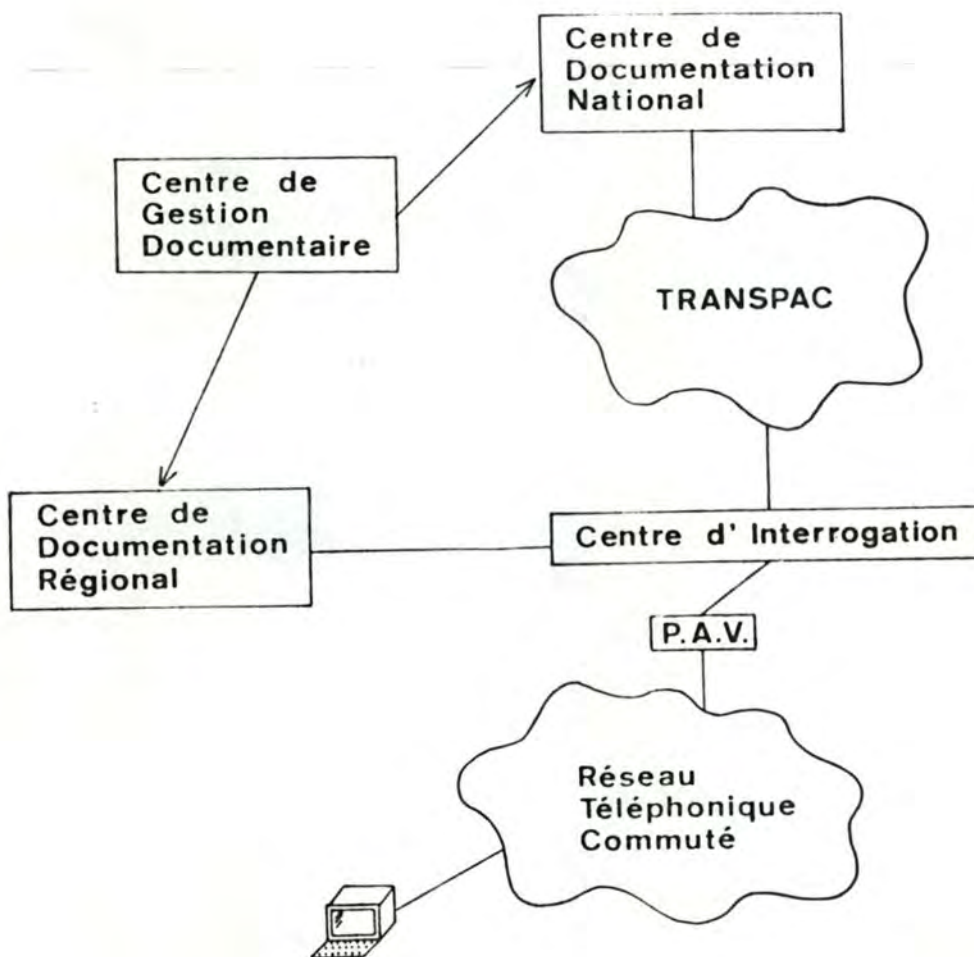 Centre de
Documentation
National
Centre de
Gestion
Documentaire
TRANSPAC
Centre de
Documentation
Régional
Centre d'Interrogation
P.A.V.
Réseau
Téléphonique
Commuté